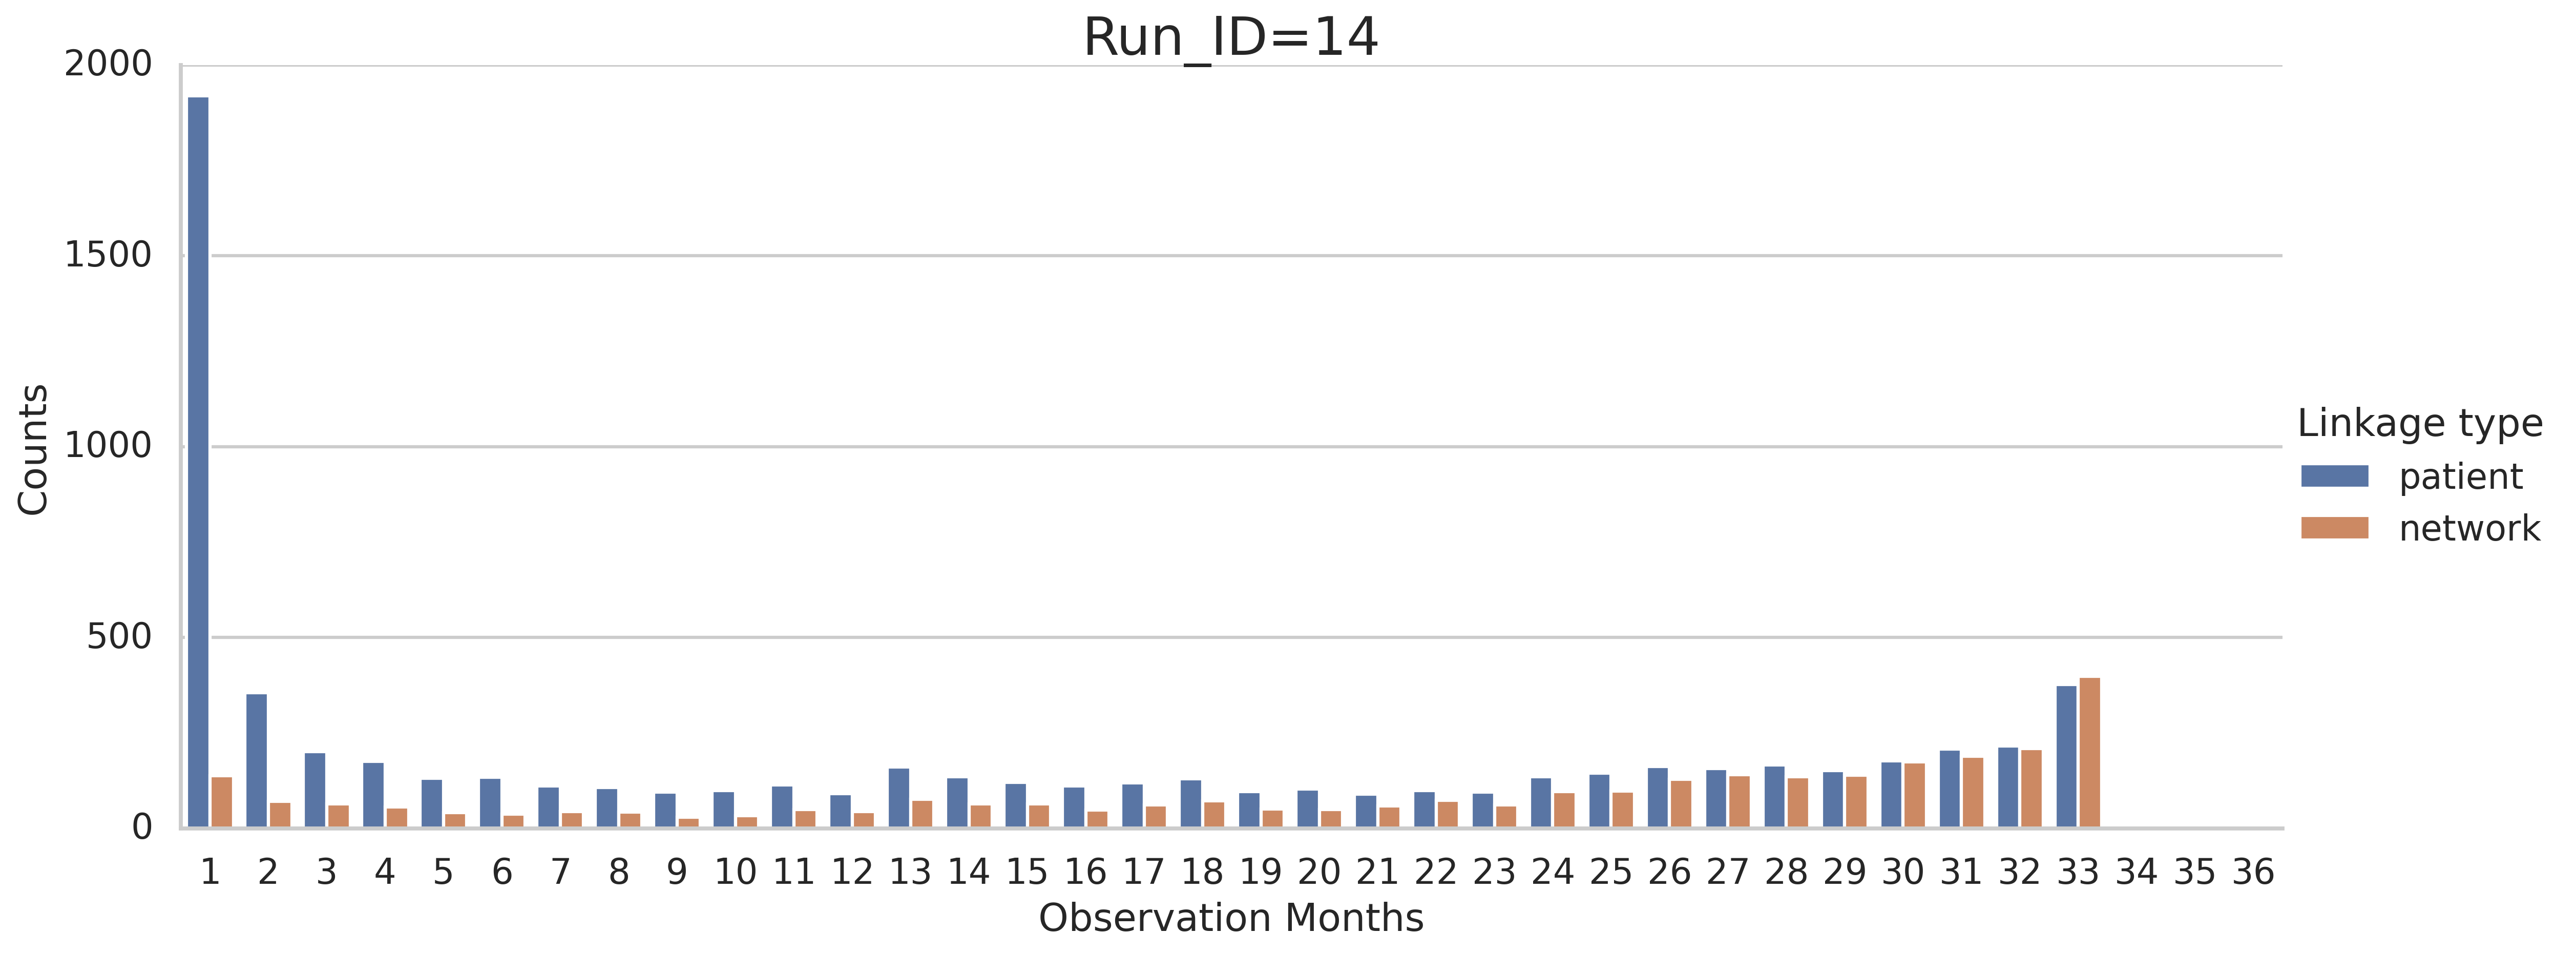 Run_ID=14
2000
1500
1000
500
0
Counts
1 2 3 4 5 6 7 8 9 10 11 12 13 14 15 16 17 18 19 20 21 22 23 24 25 26 27 28 29 30 31 32 33 34 35 36
Observation Months
Linkage type
patient
network